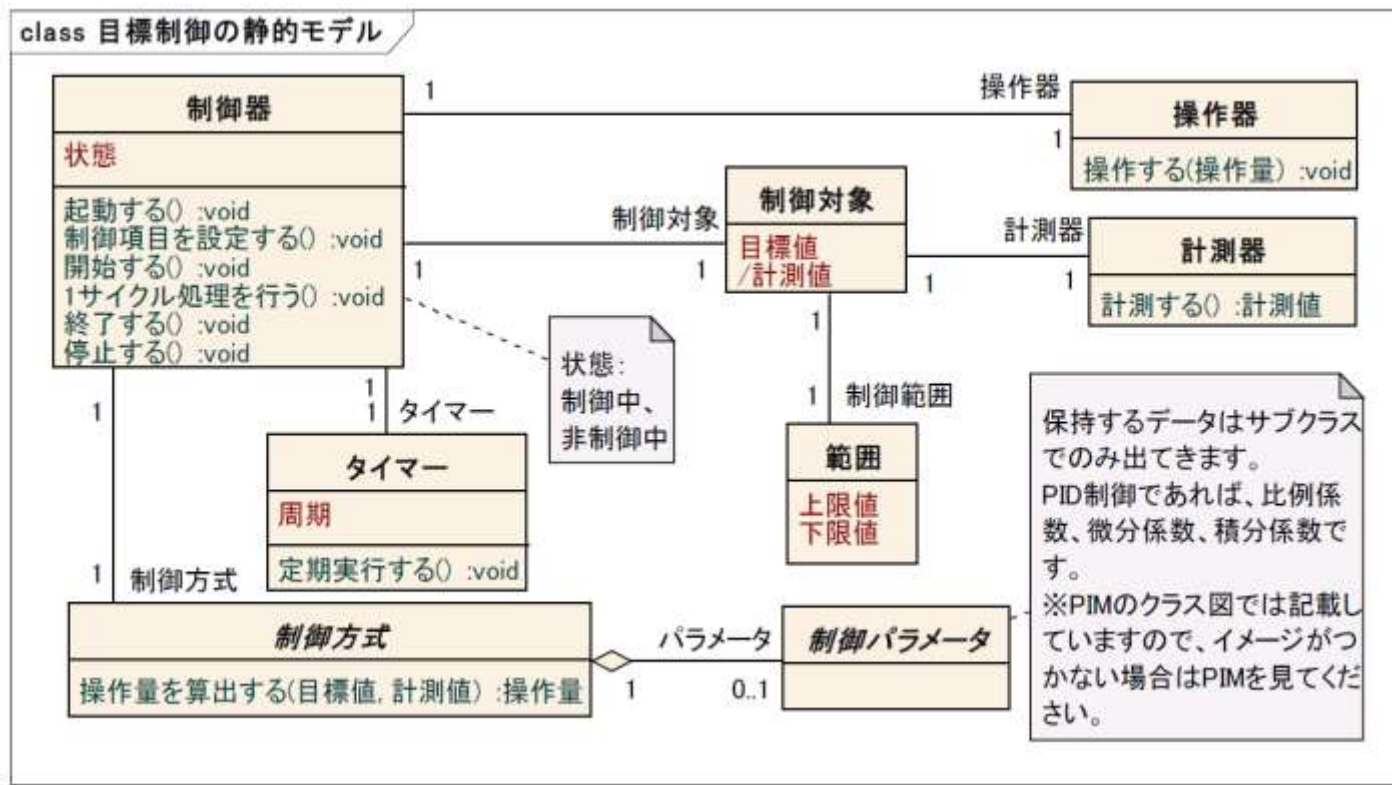 class 目標制御の静的モデル
制御器
状態
起動する() :void
制御項目を設定する() :void
開始する() :void
1サイクル処理を行う() :void
終了する() :void
停止する() :void
1
操作器
1
操作器
操作する(操作量) :void
1
制御対象
1
制御対象
目標値
/計測値
1
計測器
1
計測器
計測する() :計測値
状態:
制御中、
非制御中
1
1
タイマー
タイマー
周期
定期実行する() :void
1
1
制御範囲
範囲
上限値
下限値
保持するデータはサブクラス
でのみ出てきます。
PID制御であれば、比例係
数、微分係数、積分係数で
す。
※PIMのクラス図では記載し
ていますので、イメージがつ
かない場合はPIMを見てくだ
さい。
1
1
制御方式
制御方式
操作量を算出する(目標値, 計測値) :操作量
1
パラメータ
0..1
制御パラメータ